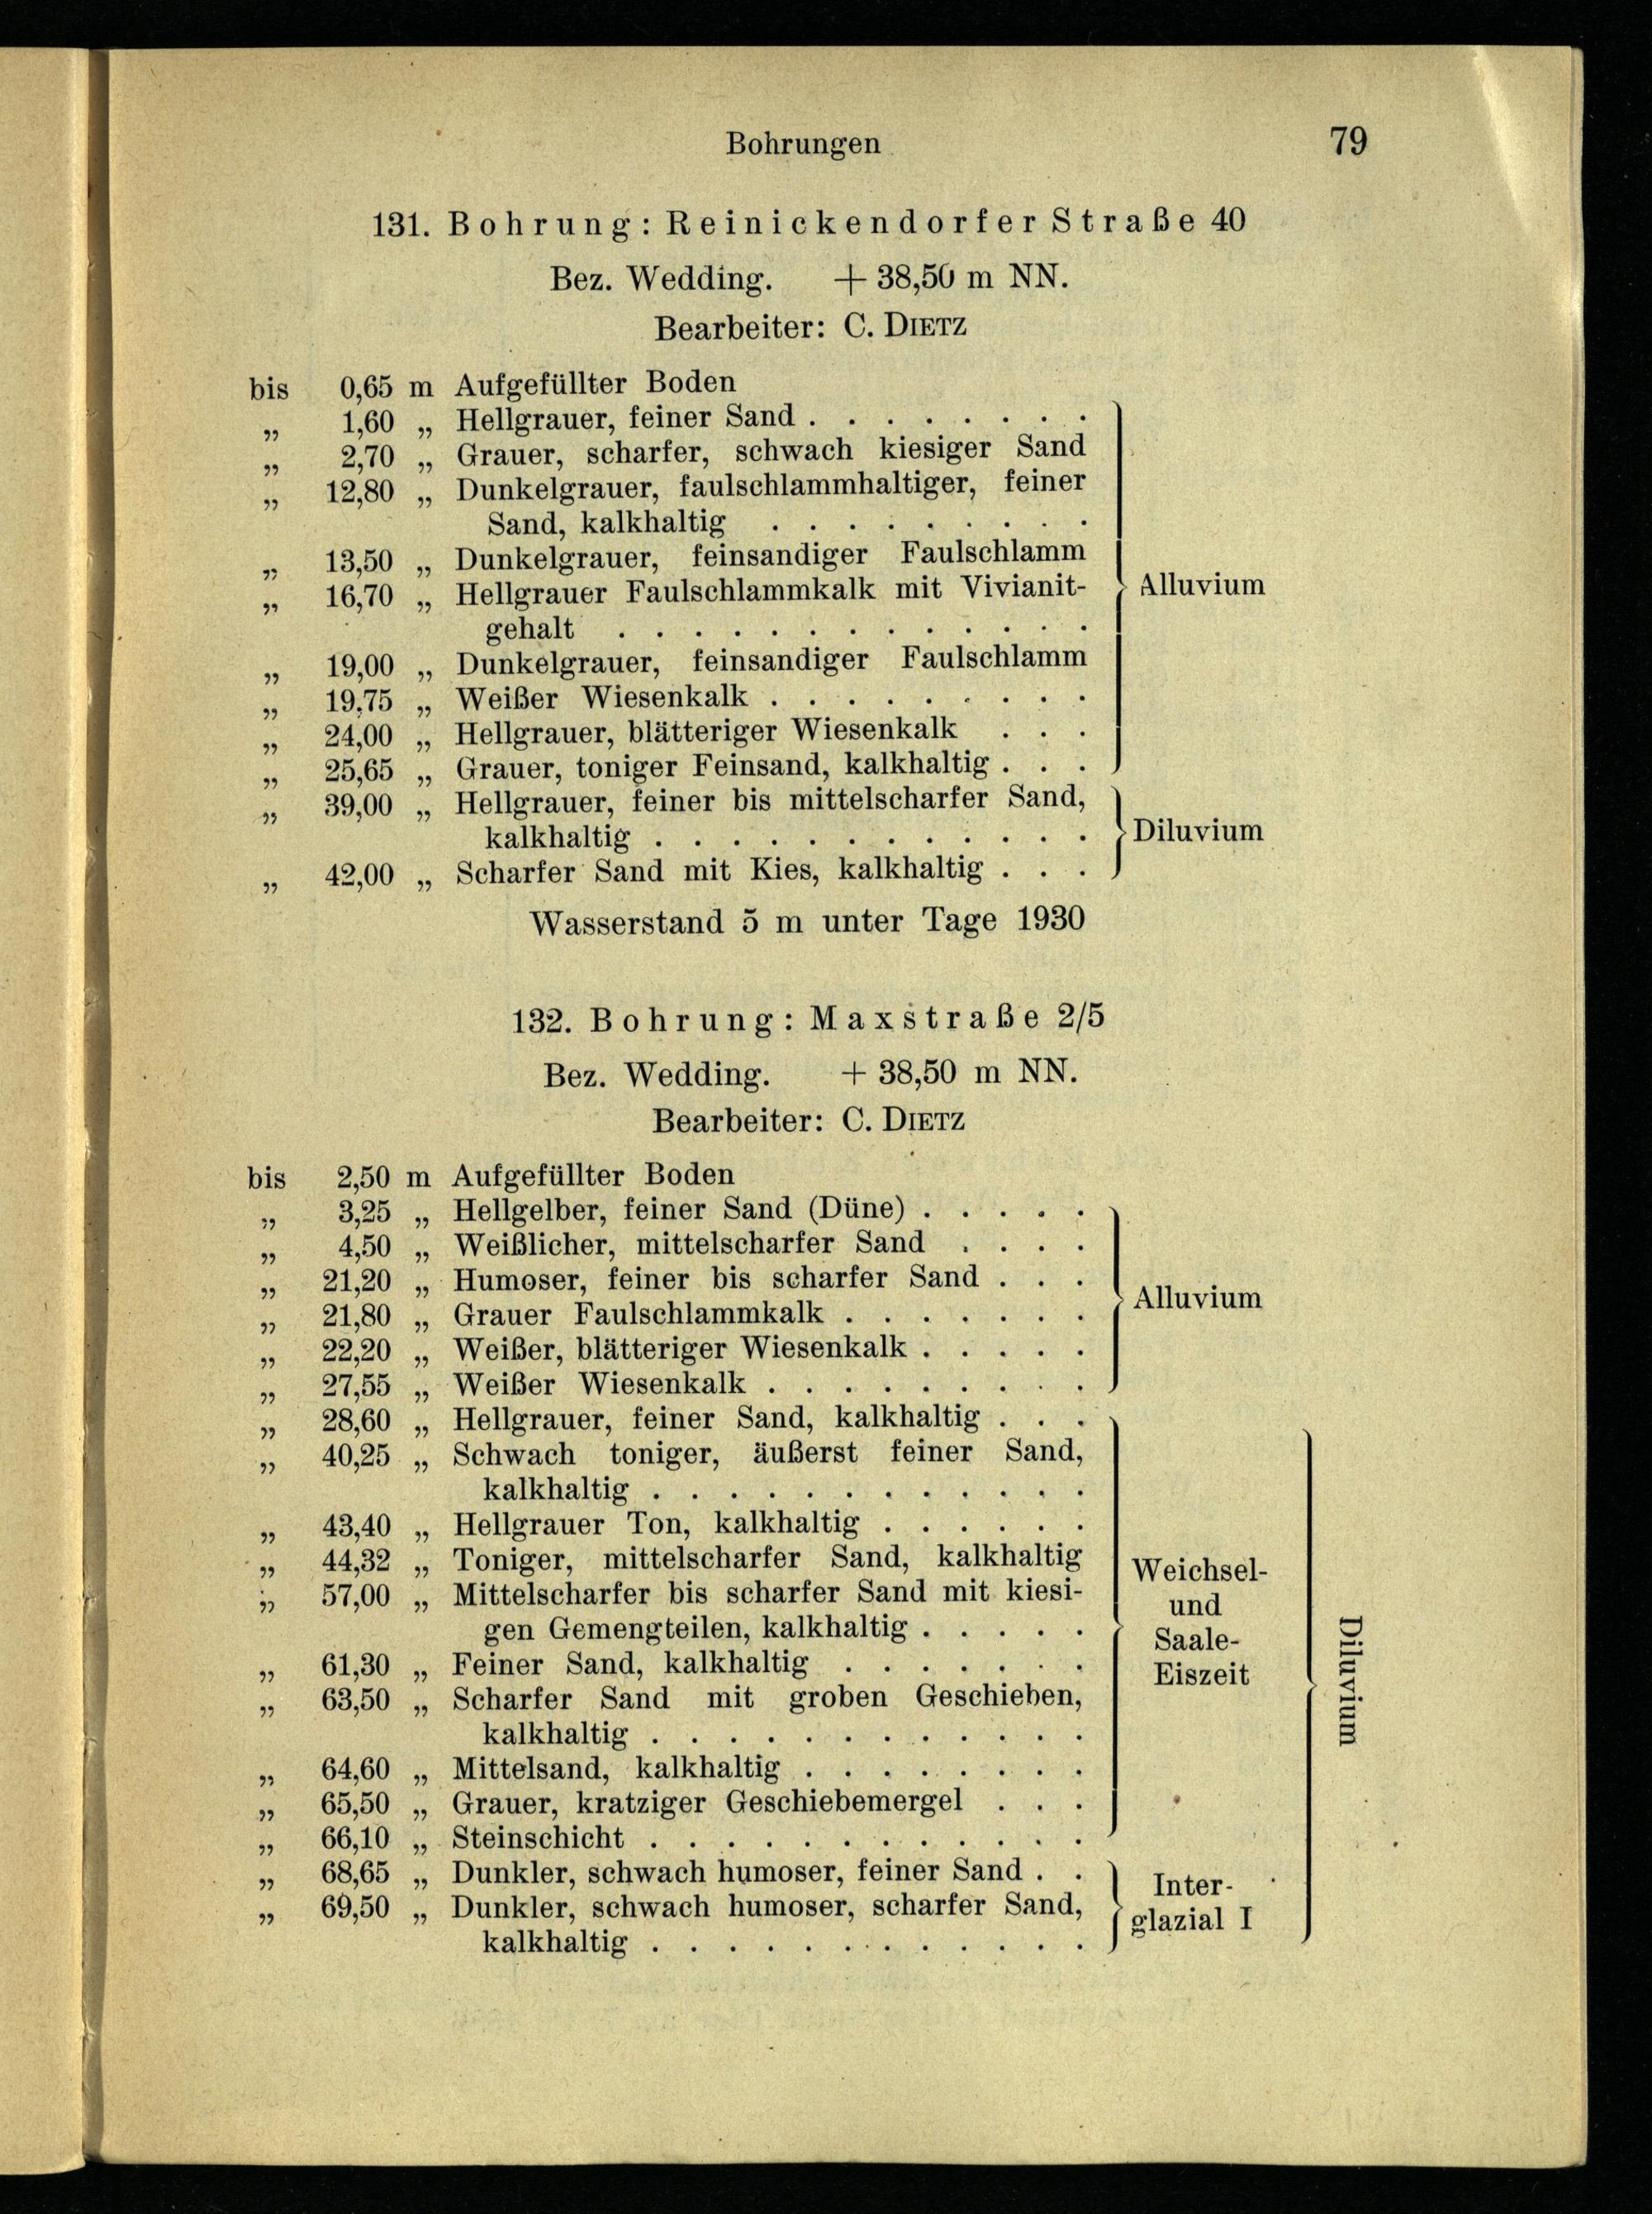 Bohrungen 79
131. Bohrung: Reinickendorfer Straße 40
Bez. Wedding. + 38,50 m NN.
Bearbeiter: C. DIETZ
bis 0,65 m Aufgefüllter Boden
„ 1,60 „ Hellgrauer, feiner Sand . . . . . . . .
„ 2,70 „ Grauer, scharfer, schwach kiesiger Sand
„ 12,80 „ Dunkelgrauer, faulschlammhaltiger, feiner
Sand, kalkhaltig . . . . . . . . .
„ 13,50 „ Dunkelgrauer, feinsandiger Faulschlamm
„ 16,70 „ Hellgrauer Faulschlammkalk mit Vivianit- Alluvium
gehalt . . . . . . . . . . . . .
„ 19,00 „ Dunkelgrauer, feinsandiger Faulschlamm
„ 19,75 „ Weißer Wiesenkalk . . . . . . . . .
„ 24,00 „ Hellgrauer, blätteriger Wiesenkalk . . .
„ 25,65 „ Grauer, toniger Feinsand, kalkhaltig . . .
„ 39,00 „ Hellgrauer, feiner bis mittelscharfer Sand,
kalkhaltig . . . . . . . . . . . . Diluvium
„ 42,00 „ Scharfer Sand mit Kies, kalkhaltig . . .
Wasserstand 5 m unter Tage 1930
132. Bohrung: Maxstraße 2/5
Bez. Wedding. + 38,50 m NN.
Bearbeiter: C. DIETZ
bis 2,50 m Aufgefüllter Boden
„ 3,25 „ Hellgelber, feiner Sand (Düne) . . . . .
„ 4,50 „ Weißlicher, mittelscharfer Sand . . . .
„ 21,20 „ Humoser, feiner bis scharfer Sand . . .
„ 21,80 „ Grauer Faulschlammkalk . . . . . . . Alluvium
„ 22,20 „ Weißer, blätteriger Wiesenkalk . . . . .
„ 27,55 „ Weißer Wiesenkalk . . . . . . . . .
„ 28,60 „ Hellgrauer, feiner Sand, kalkhaltig . . .
„ 40,25 „ Schwach toniger, äußerst feiner Sand,
kalkhaltig . . . . . . . . . . . .
„ 43,40 „ Hellgrauer Ton, kalkhaltig . . . . . .
„ 44,32 „ Toniger, mittelscharfer Sand, kalkhaltig Weichsel-
„ 57,00 „ Mittelscharfer bis scharfer Sand mit kiesi- und
gen Gemengteilen, kalkhaltig . . . . . Saale-
„ 61,30 „ Feiner Sand, kalkhaltig . . . . . . . Eiszeit
Diluvium
„ 63,50 „ Scharfer Sand mit groben Geschieben,
kalkhaltig . . . . . . . . . . . .
„ 64,60 „ Mittelsand, kalkhaltig . . . . . . . .
„ 65,50 „ Grauer, kratziger Geschiebemergel . . .
„ 66,10 „ Steinschicht . . . . . . . . . . . .
„ 68,65 „ Dunkler, schwach humoser, feiner Sand . . Inter-
„ 69,50 „ Dunkler, schwach humoser, scharfer Sand, glazial I
kalkhaltig . . . . . . . . . . . .